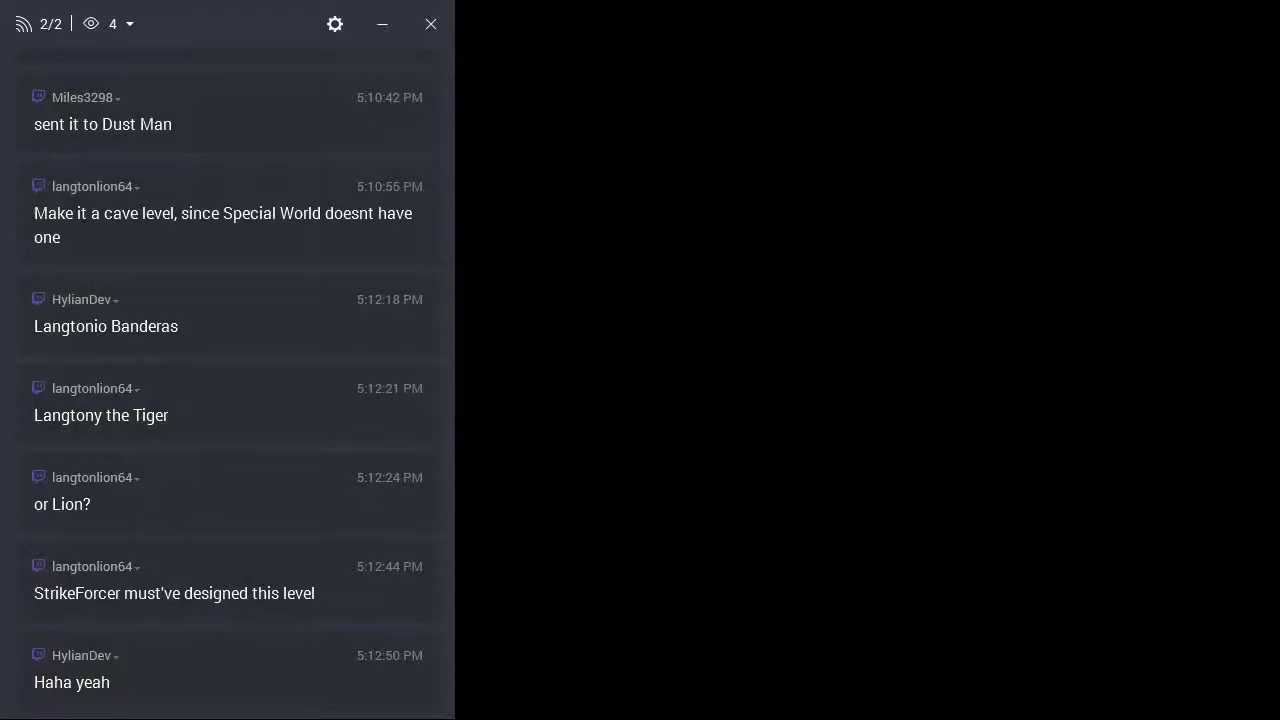 2/2 4
Miles3298 5:10:42 PM
sent it to Dust Man
langtonlion64 5:10:55 PM
Make it a cave level, since Special World doesnt have
one
HylianDev 5:12:18 PM
Langtonio Banderas
langtonlion64 5:12:21 PM
Langtony the Tiger
langtonlion64 5:12:24 PM
or Lion?
langtonlion64 5:12:44 PM
StrikeForcer must've designed this level
HylianDev 5:12:50 PM
Haha yeah